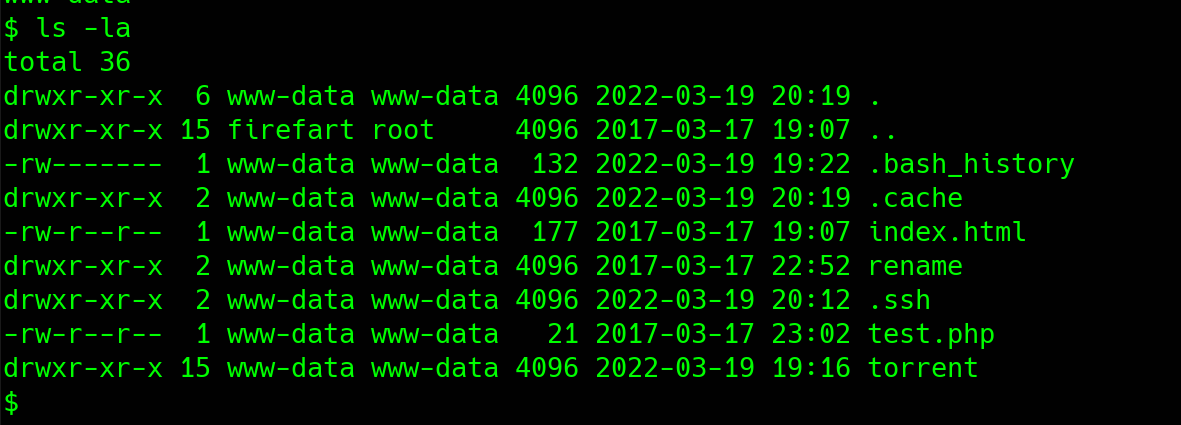 www-data
$ ls -la
total 36
drwxr-xr-x  6 www-data www-data 4096 2022-03-19 20:19 .
drwxr-xr-x 15 firefart root     4096 2017-03-17 19:07 ..
-rw-------  1 www-data www-data  132 2022-03-19 19:22 .bash_history
drwxr-xr-x  2 www-data www-data 4096 2022-03-19 20:19 .cache
-rw-r--r--  1 www-data www-data  177 2017-03-17 19:07 index.html
drwxr-xr-x  2 www-data www-data 4096 2017-03-17 22:52 rename
drwxr-xr-x  2 www-data www-data 4096 2022-03-19 20:12 .ssh
-rw-r--r--  1 www-data www-data   21 2017-03-17 23:02 test.php
drwxr-xr-x 15 www-data www-data 4096 2022-03-19 19:16 torrent
$